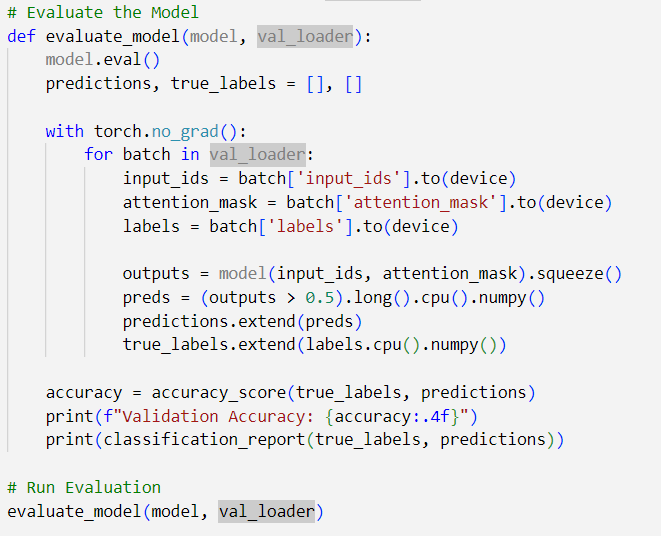 # Evaluate the Model
def evaluate_model(model, val_loader):
    model.eval()
    predictions, true_labels = [], []

    with torch.no_grad():
        for batch in val_loader:
            input_ids = batch['input_ids'].to(device)
            attention_mask = batch['attention_mask'].to(device)
            labels = batch['labels'].to(device)

            outputs = model(input_ids, attention_mask).squeeze()
            preds = (outputs > 0.5).long().cpu().numpy()
            predictions.extend(preds)
            true_labels.extend(labels.cpu().numpy())

    accuracy = accuracy_score(true_labels, predictions)
    print(f"Validation Accuracy: {accuracy:.4f}")
    print(classification_report(true_labels, predictions))

# Run Evaluation
evaluate_model(model, val_loader)